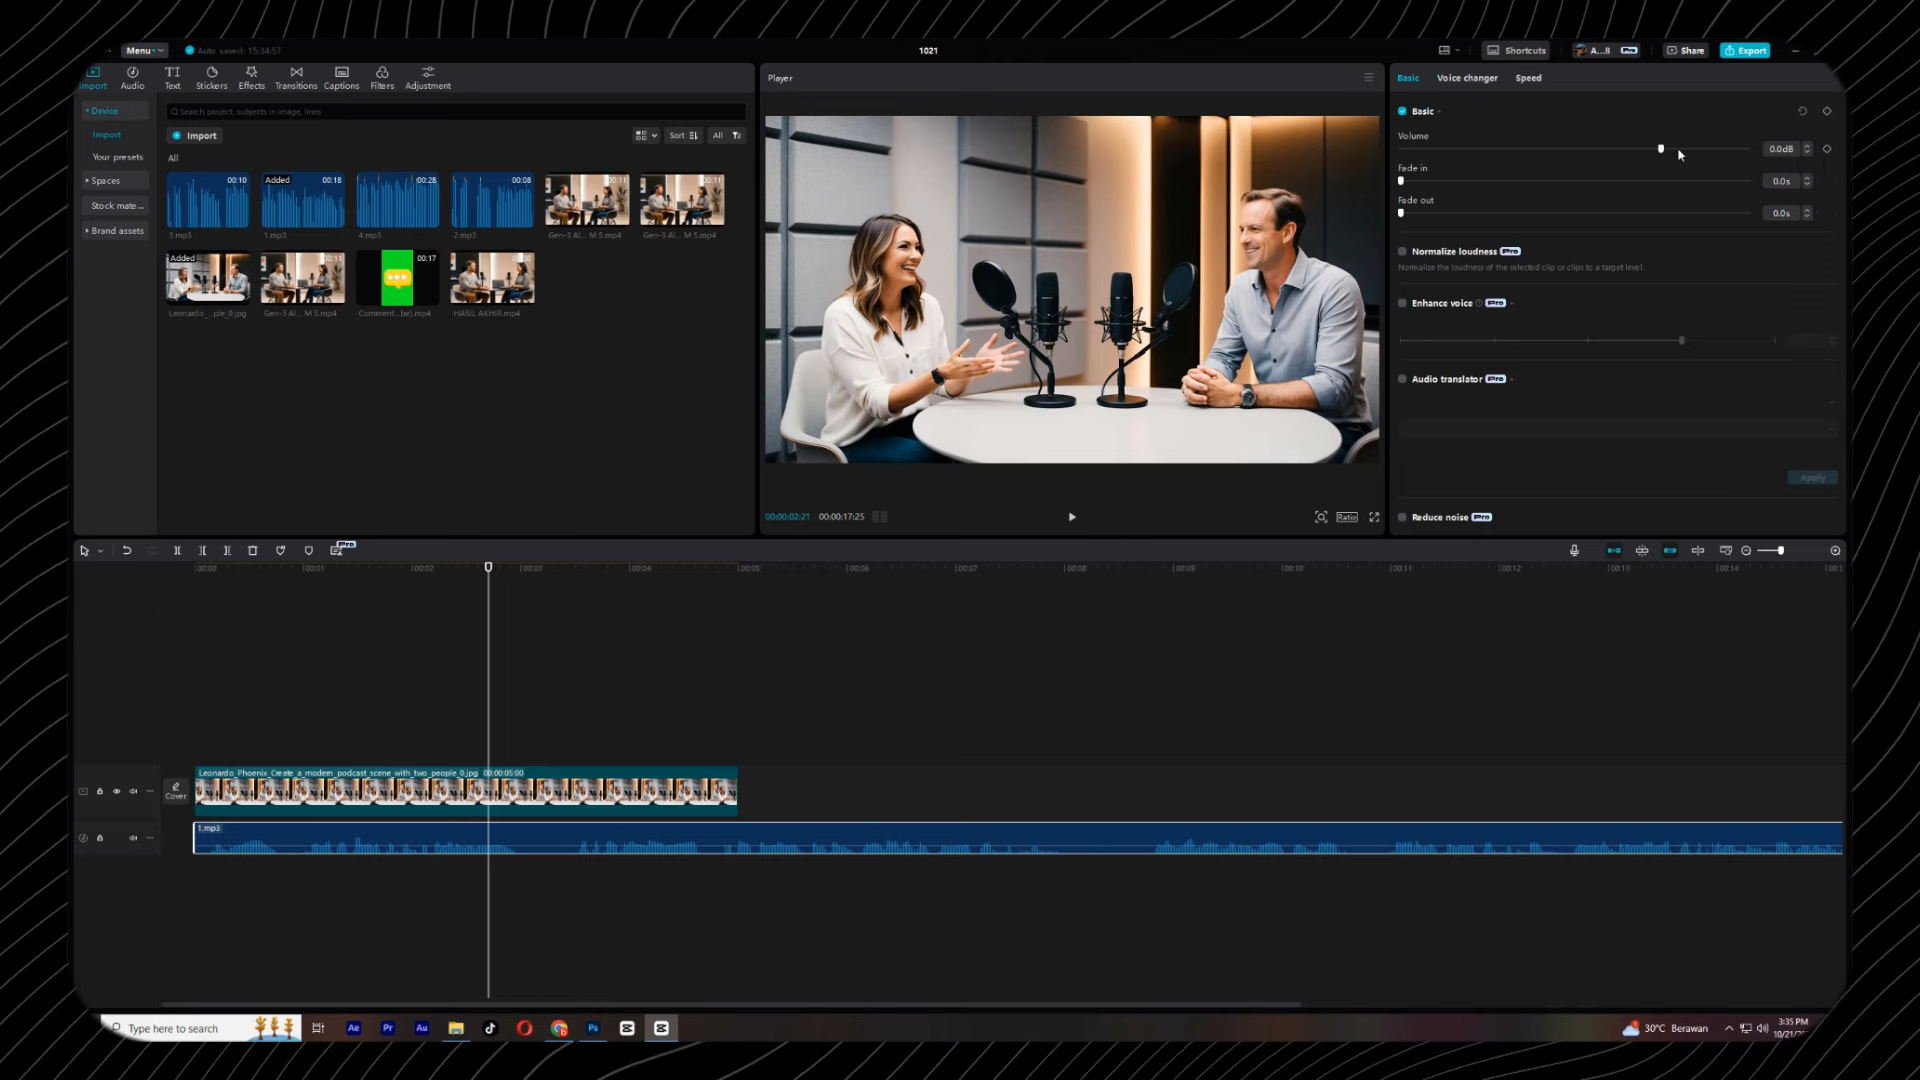 Menu
Auto saved: 15:34:57
1021
Shortcuts
A...8
Pro
Share
Export
Import
Audio
Text
Stickers
Effects
Transitions
Captions
Filters
Adjustment
Player
Basic
Voice changer
Speed
Device
Import
Your presets
Spaces
Stock mate...
Brand assets
Search project, subjects in image, lines
Import
Sort
All
All
00:10
Added
00:18
00:28
00:08
00:11
00:11
3.mp3
1.mp3
4.mp3
2.mp3
Gen-3 Al... M 5.mp4
Gen-3 Al... M 5.mp4
Added
00:11
00:17
Leonardo_...ple_0.jpg
Gen-3 Al... M 5.mp4
Comment...be).mp4
HASIL AKHIR.mp4
00:00:02:21
00:00:17:25
Ratio
Basic
Volume
0.0dB
Fade in
0.0s
Fade out
0.0s
Normalize loudness Pro
Normalize the loudness of the selected clip or clips to a target level.
Enhance voice Pro
Audio translator Pro
Apply
Reduce noise Pro
Pro
00:00
00:01
00:02
00:03
00:04
00:05
00:06
00:07
00:08
00:09
00:10
00:11
00:12
00:13
00:14
00:1
Cover
Leonardo_Phoenix_Create_a_modern_podcast_scene_with_two_people_0.jpg 00:00:05:00
1.mp3
Type here to search
Ae
Pr
Au
Ps
30°C Berawan
3:35 PM
10/21/